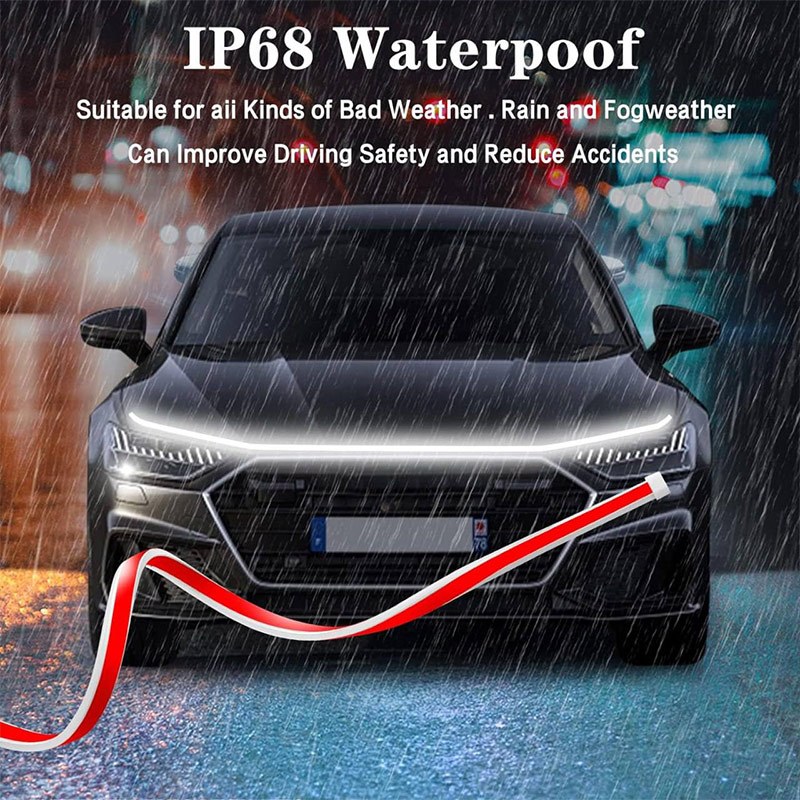 IP68 Waterpoof
Suitable for aii Kinds of Bad Weather . Rain and Fogweather
Can Improve Driving Safety and Reduce Accidents
78